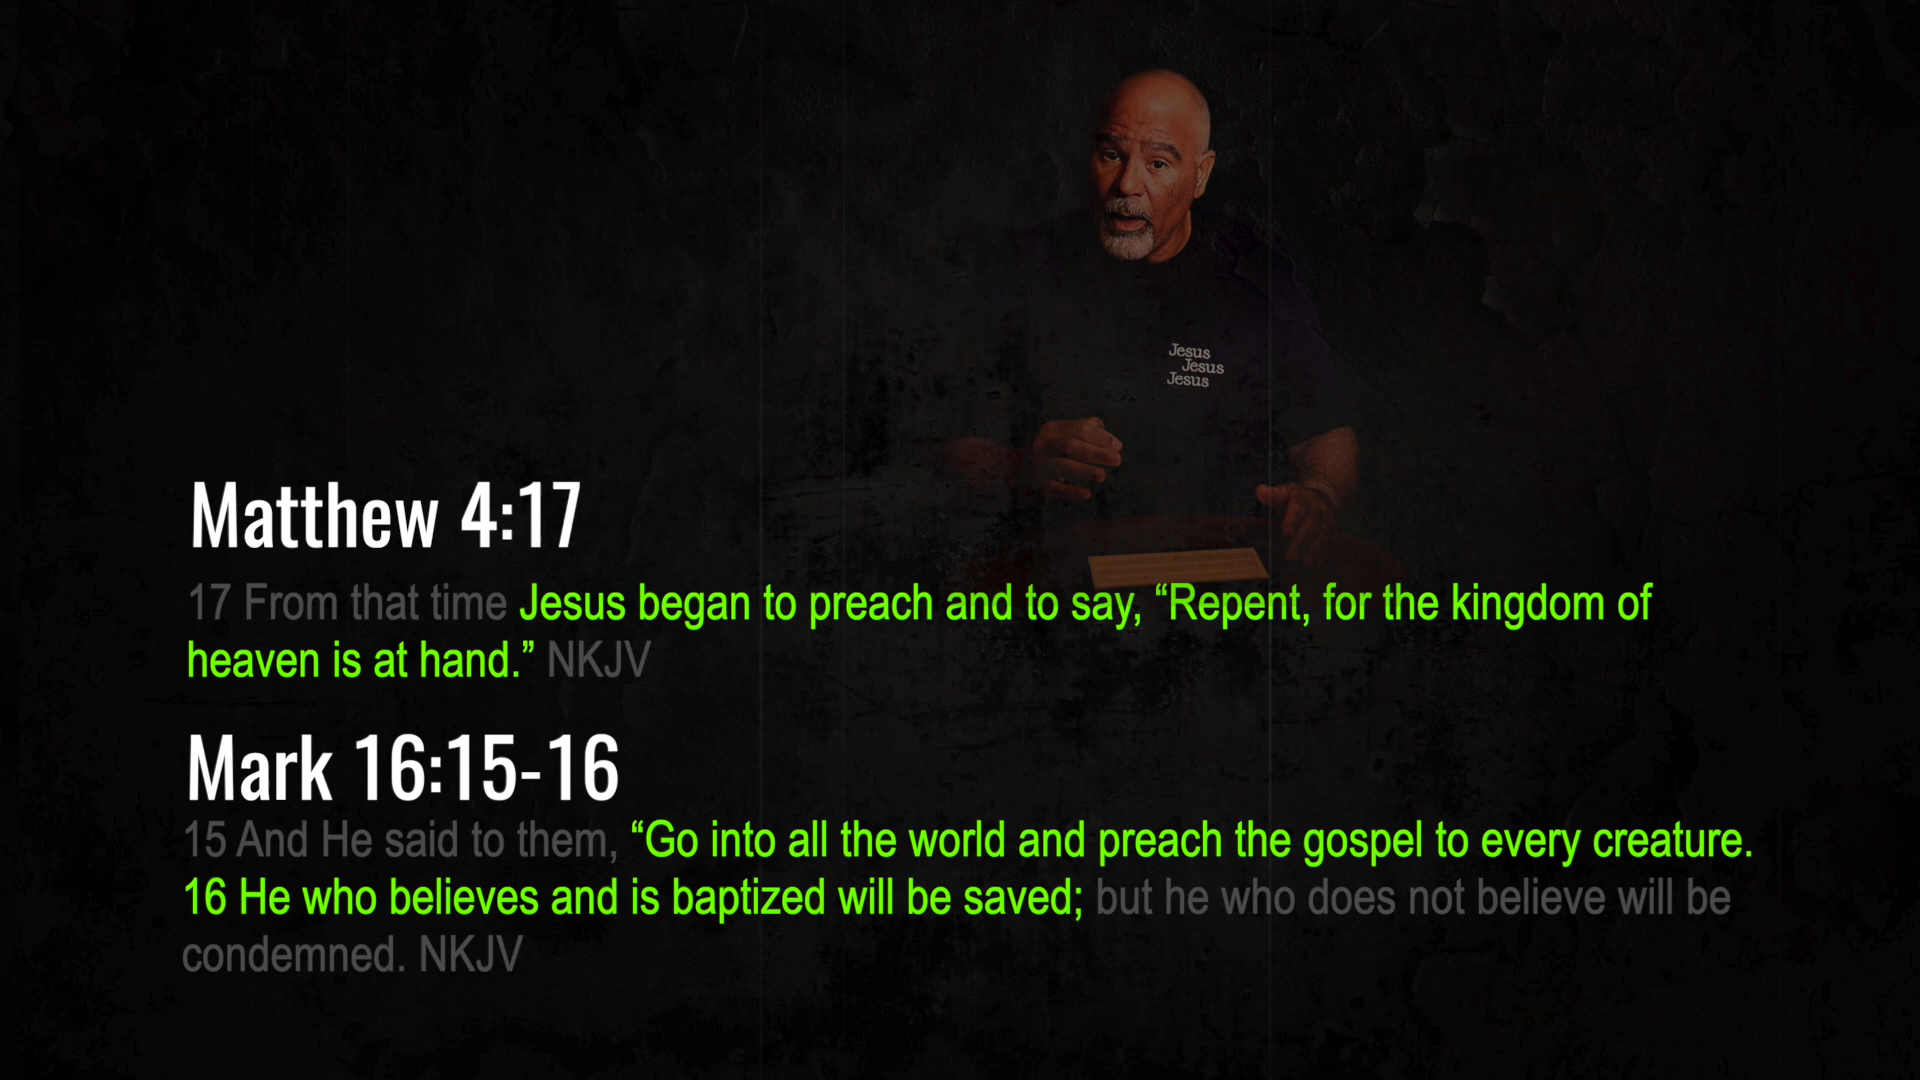 Jesus
Jesus
Jesus
Matthew 4:17
17 From that time Jesus began to preach and to say, “Repent, for the kingdom of
heaven is at hand.” NKJV
Mark 16:15-16
15 And He said to them, “Go into all the world and preach the gospel to every creature.
16 He who believes and is baptized will be saved; but he who does not believe will be
condemned. NKJV